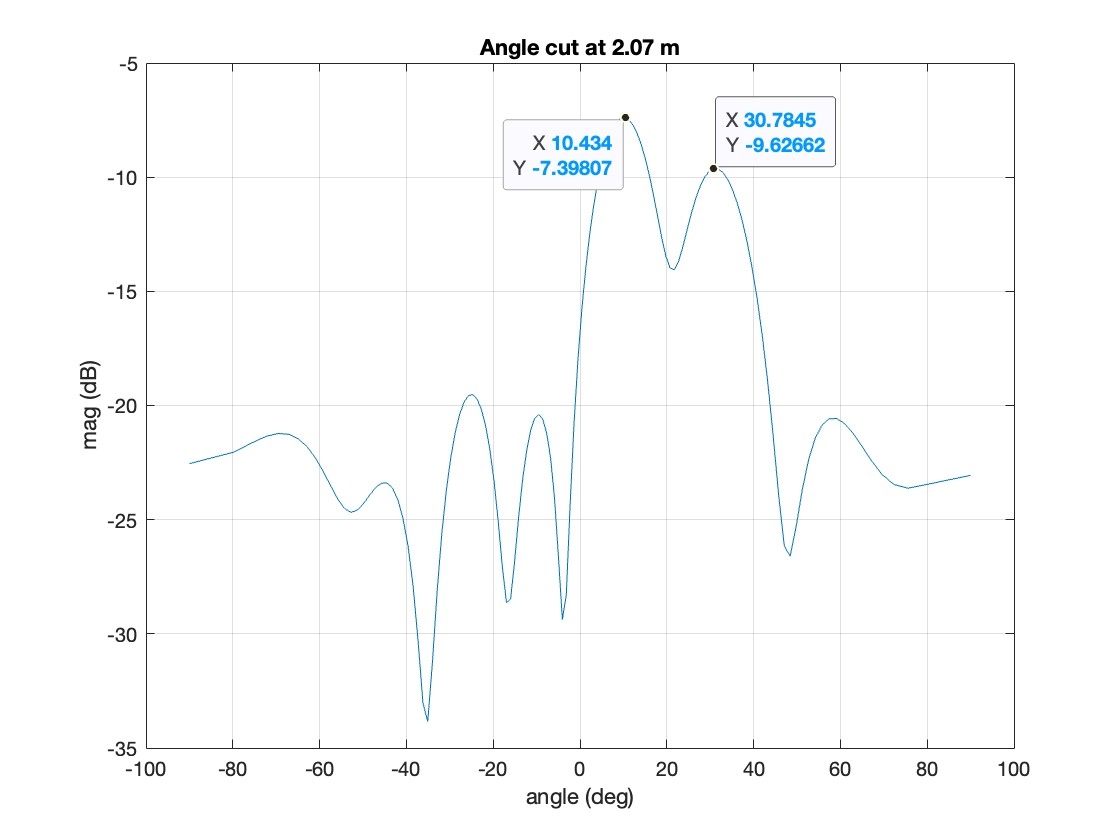 Angle cut at 2.07 m
-5
X 30.7845
Y -9.62662
X 10.434
Y -7.39807
-10
-15
-20
-25
-30
-35
mag (dB)
-100 -80 -60 -40 -20 0 20 40 60 80 100
angle (deg)